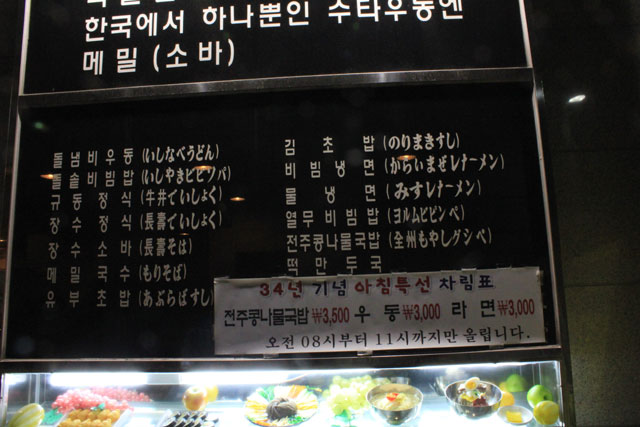 한국에서 하나뿐인 수타우동엔
메밀(소바)
돌냄비우동(いしなべうどん)
돌솥비빔밥(いしやきビビンバ)
규동정식(牛丼でいしょく)
장수정식(長壽でいしょく)
장수소바(長壽そば)
메밀국수(もりそば)
유부초밥(あぶらばすし)
김초밥(のりまきすし)
비빔냉면(からいまぜレナーメン)
물냉면(みずレナーメン)
열무비빔밥(ヨルムビビンベ)
전주콩나물국밥(全州もやしグシベ)
떡만두국
34년 기념 아침특선 차림표
전주콩나물국밥₩3,500 우동₩3,000 라면₩3,000
오전 08시부터 11시까지만 올립니다.